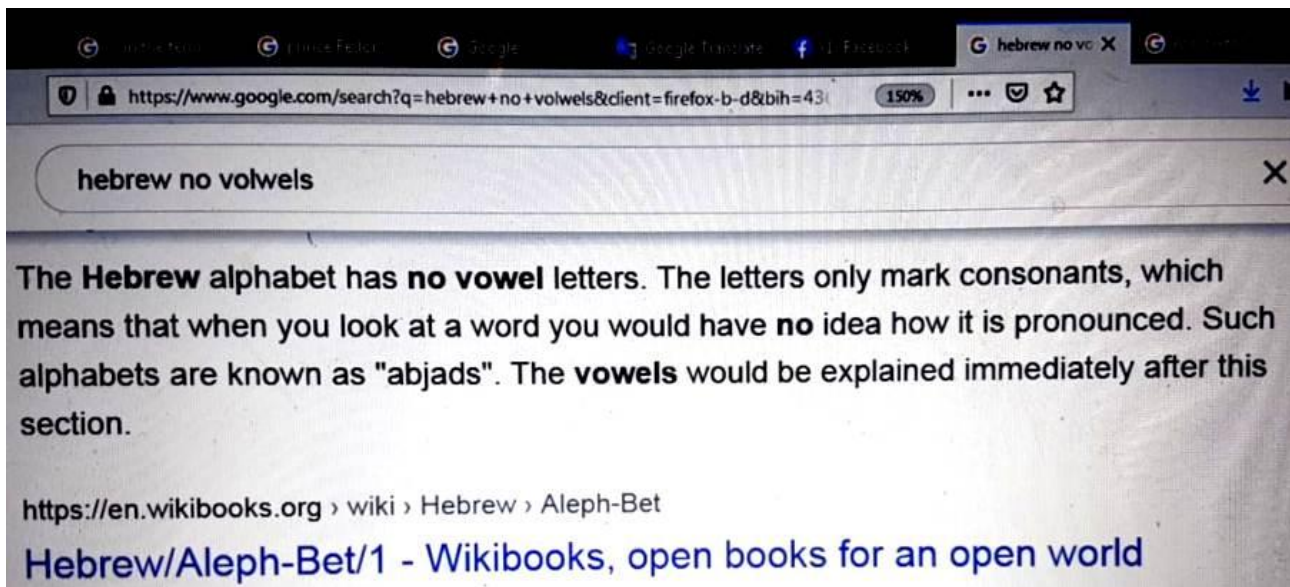 Google
Google Translate
Facebook
hebrew no vo
https://www.google.com/search?q=hebrew+no+volwels&client=firefox-b-d&bih=43
150%
hebrew no volwels
The Hebrew alphabet has no vowel letters. The letters only mark consonants, which
means that when you look at a word you would have no idea how it is pronounced. Such
alphabets are known as "abjads". The vowels would be explained immediately after this
section.
https://en.wikibooks.org › wiki › Hebrew › Aleph-Bet
Hebrew/Aleph-Bet/1 - Wikibooks, open books for an open world